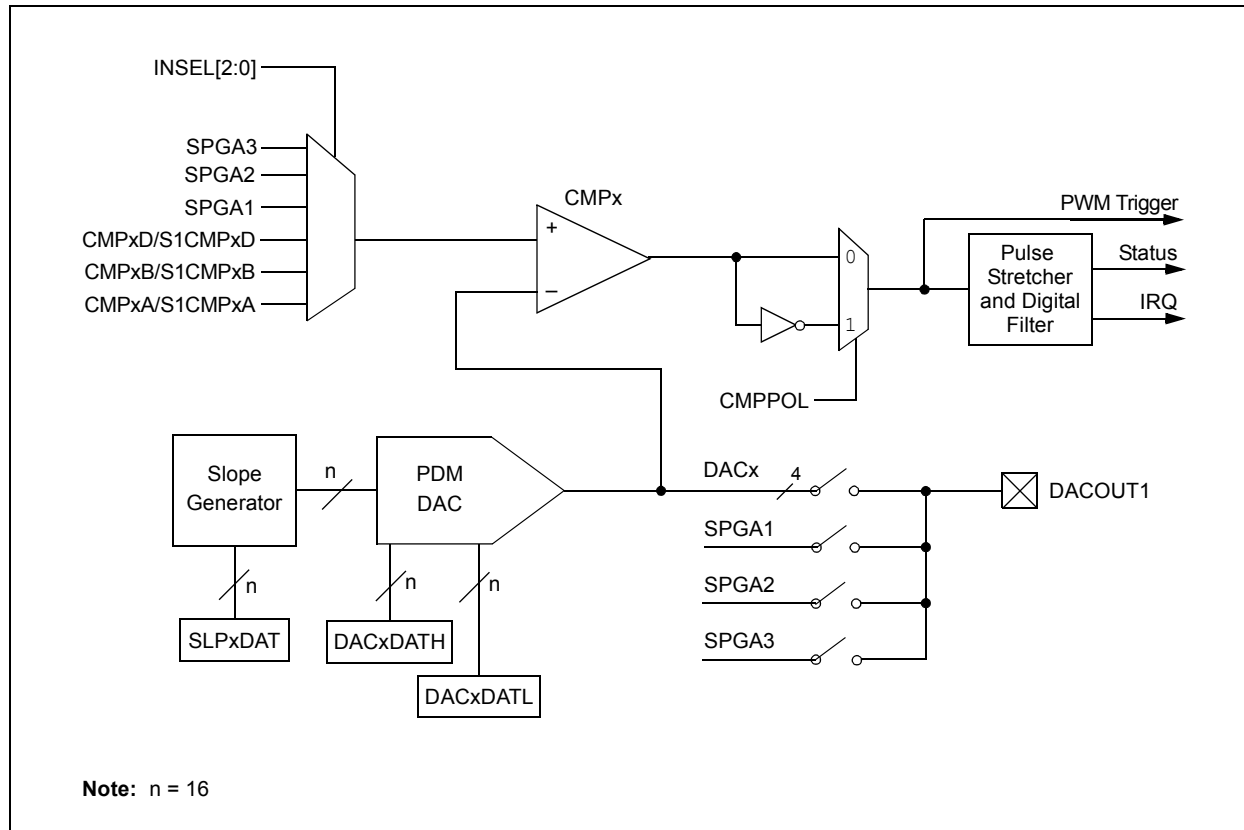 INSEL[2:0]
SPGA3
SPGA2
SPGA1
CMPxD/S1CMPxD
CMPxB/S1CMPxB
CMPxA/S1CMPxA
CMPx
+
–
0
1
CMPPOL
PWM Trigger
Pulse
Stretcher
and Digital
Filter
Status
IRQ
Slope
Generator
n
PDM
DAC
n
n
n
SLPxDAT
DACxDATH
DACxDATL
DACx
4
SPGA1
SPGA2
SPGA3
DACOUT1
Note: n = 16